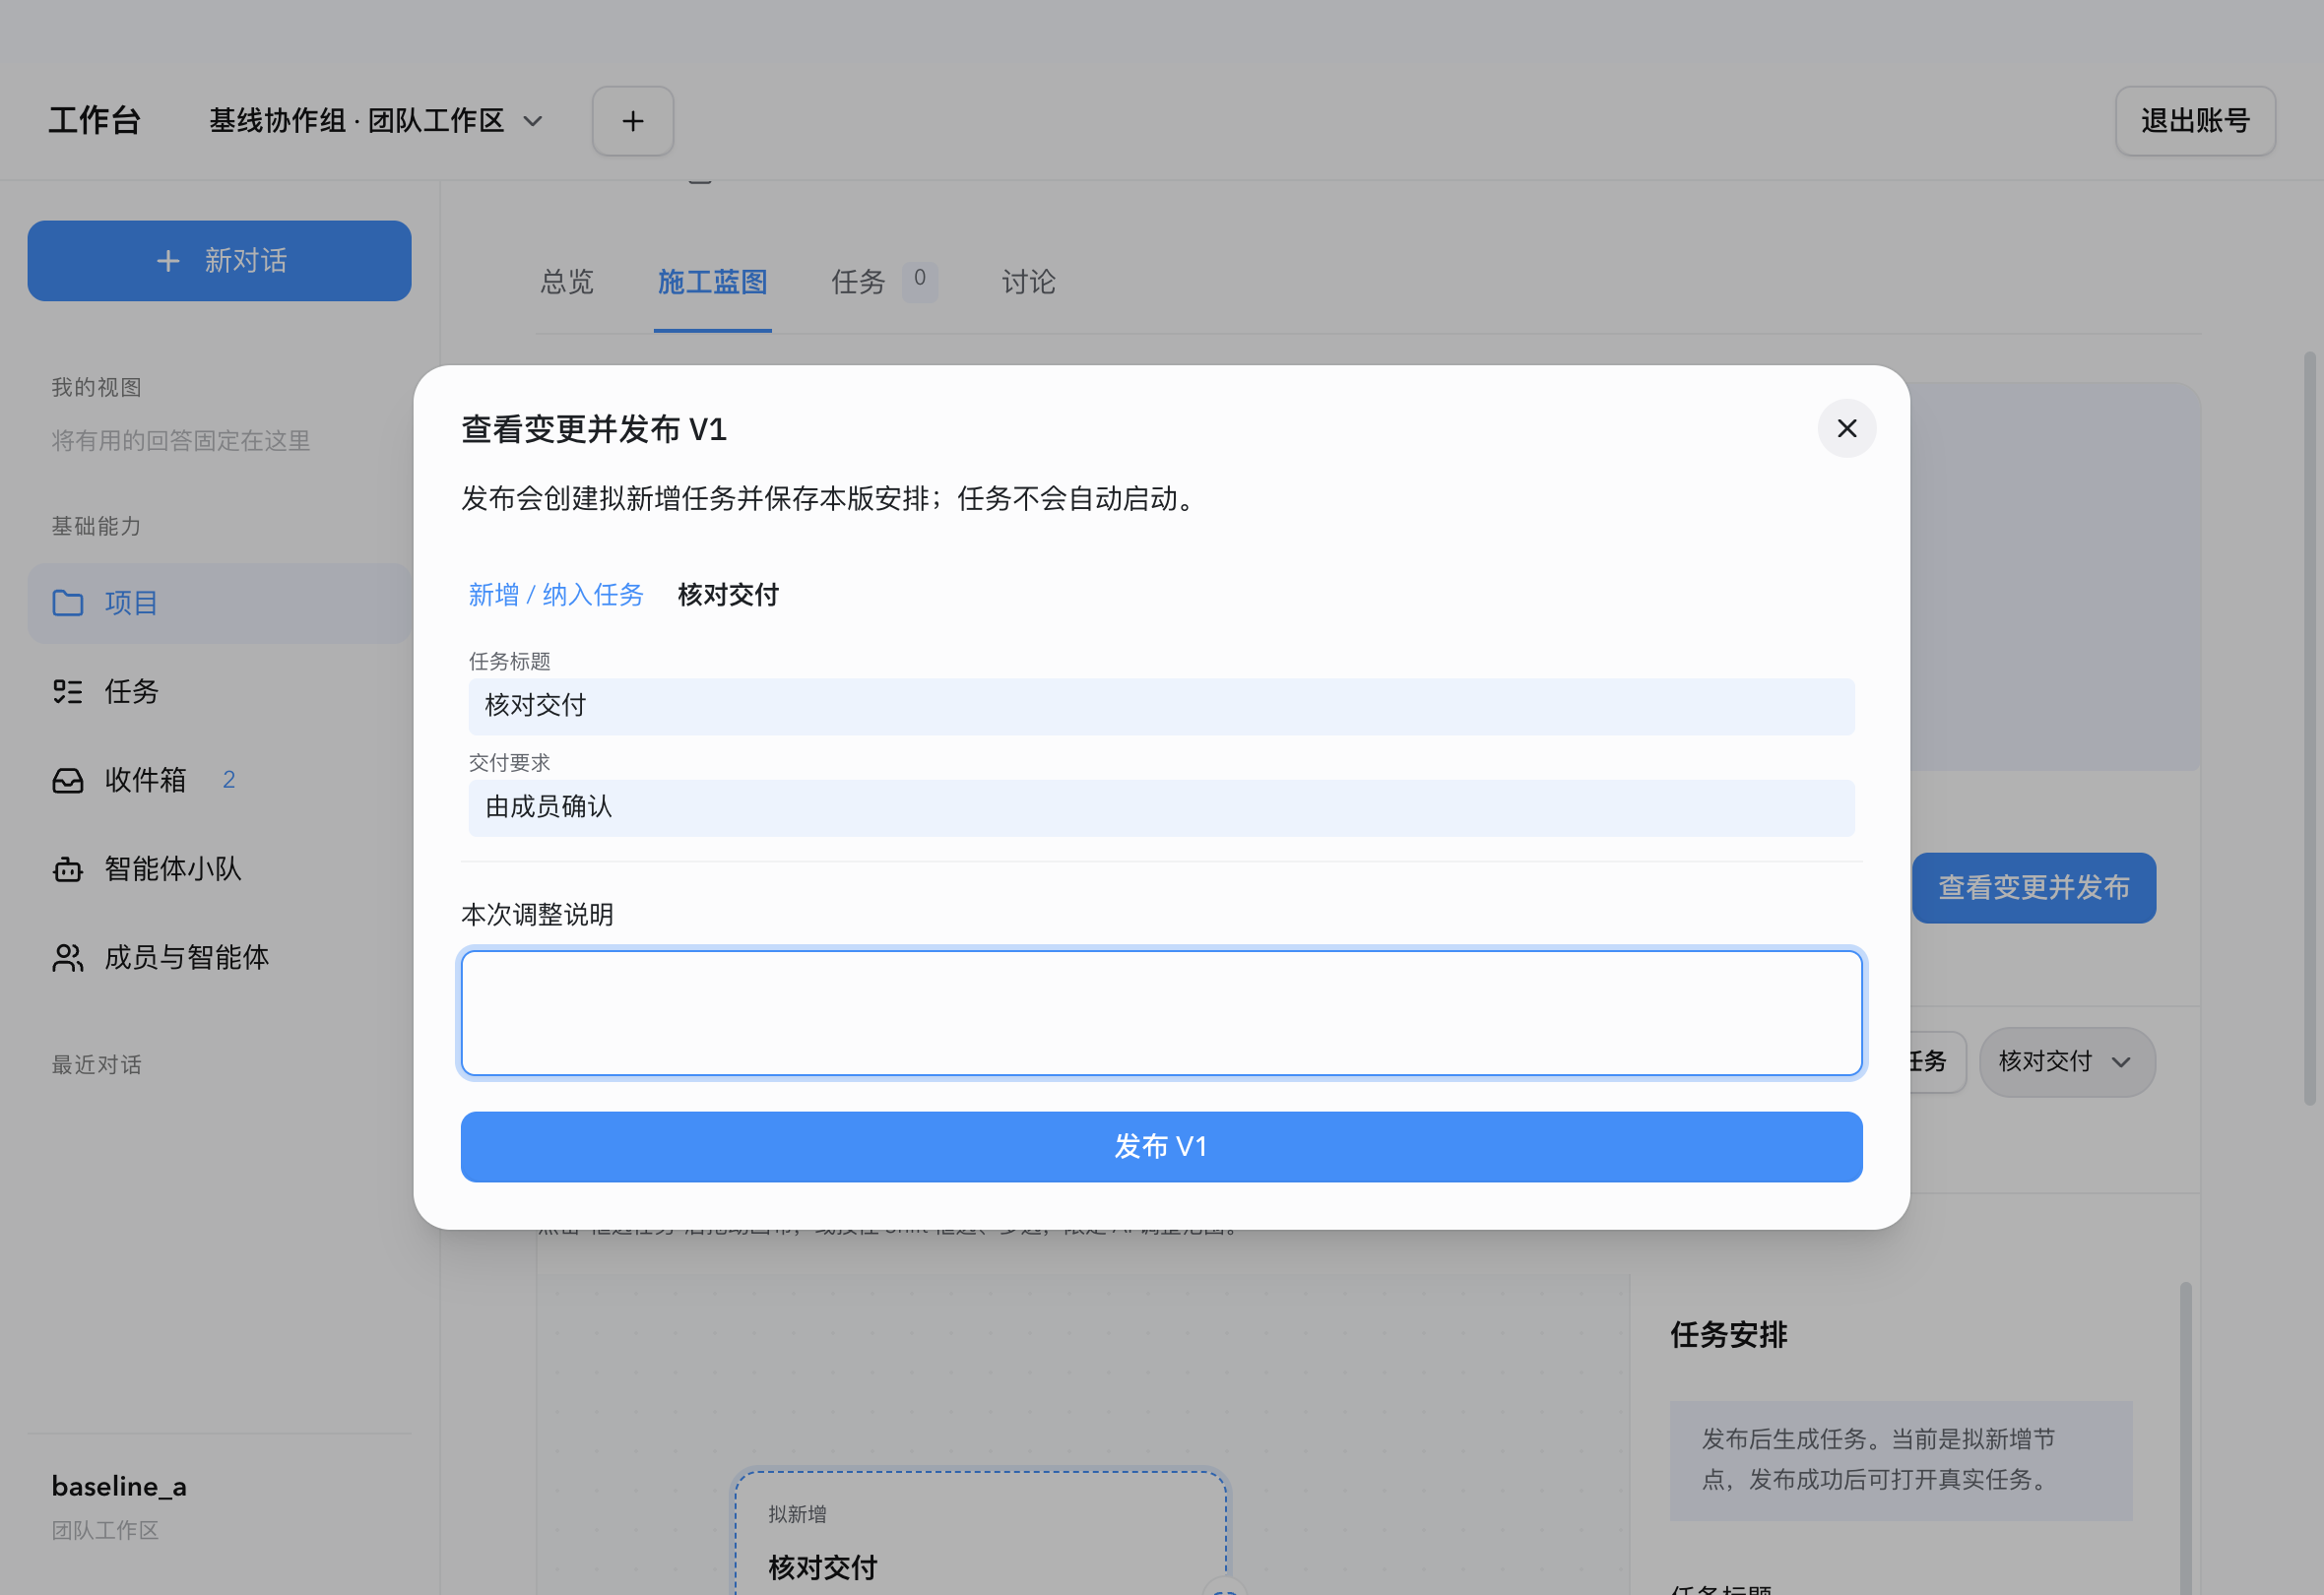 工作台
基线协作组 · 团队工作区
退出账号
新对话
我的视图
将有用的回答固定在这里
基础能力
项目
任务
收件箱 2
智能体小队
成员与智能体
最近对话
baseline_a
团队工作区
总览
施工蓝图
任务 0
讨论
查看变更并发布 V1
发布会创建拟新增任务并保存本版安排；任务不会自动启动。
新增 / 纳入任务 核对交付
任务标题
核对交付
交付要求
由成员确认
本次调整说明
发布 V1
查看变更并发布
任务
核对交付
拟新增
核对交付
任务安排
发布后生成任务。当前是拟新增节
点，发布成功后可打开真实任务。
任务标题